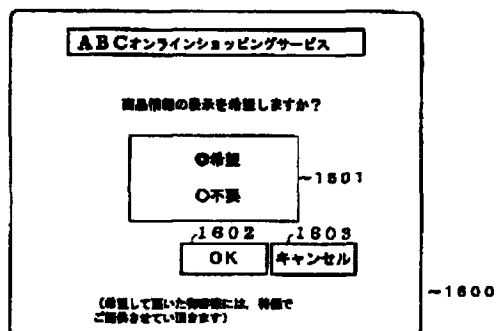 ABCオンラインショッピングサービス
商品情報の表示を希望しますか?
◎希望
~1601
○不要
1602
1603
OK
キャンセル
~1600
(希望して頂いた御客様には、特価で
ご提供させてい頂きます)